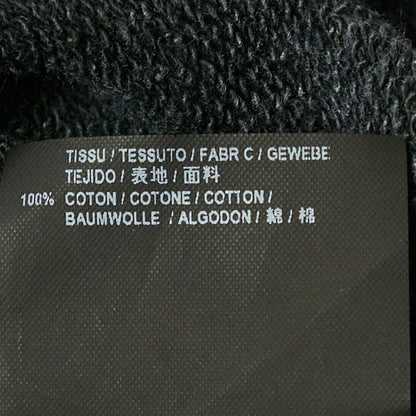 TISSU / TESSUTO / FABR C / GEWEBE
TEJIDO / 表地 / 面料
100% COTON / COTONE / COTTON /
BAUMWOLLE / ALGODON / 綿 / 棉